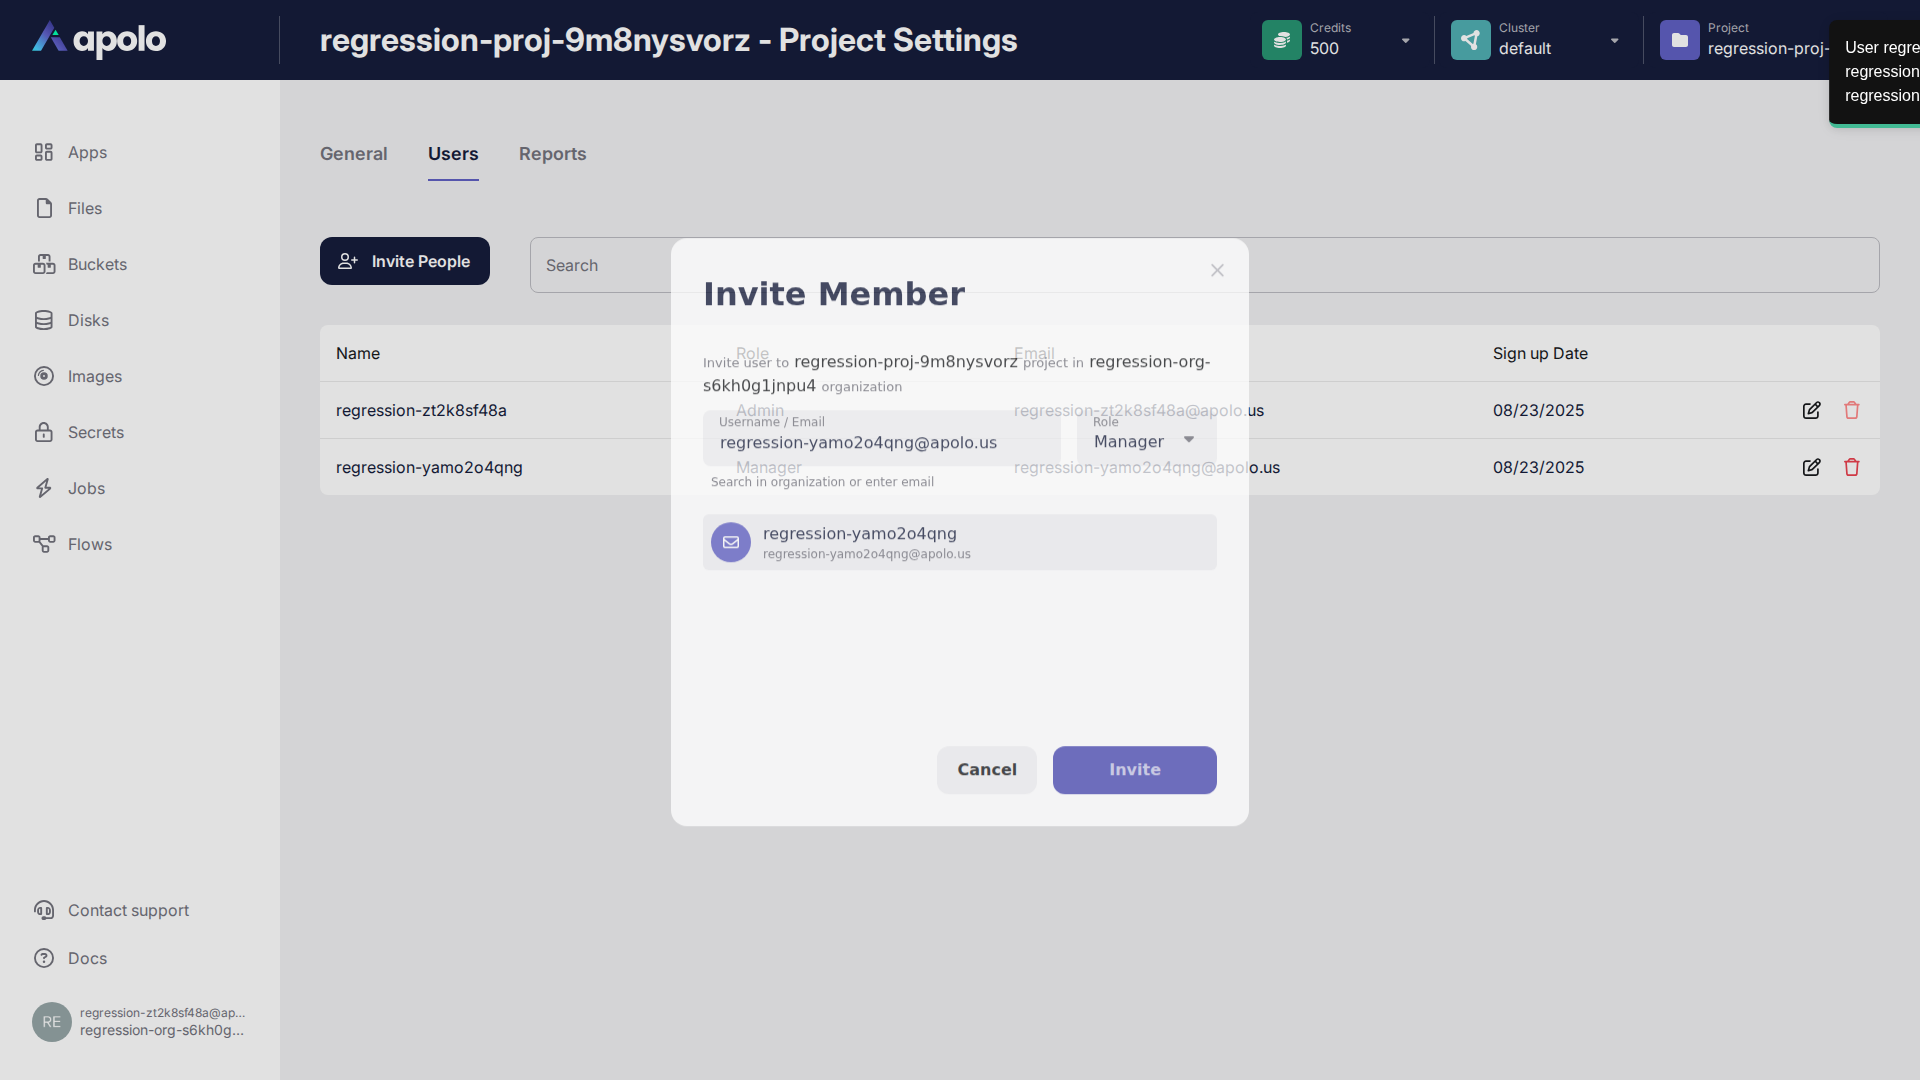 apolo
regression-proj-9m8nysvorz - Project Settings
Credits
500
Cluster
default
Project
regression-proj-
User regre
regression
regression
Apps
Files
Buckets
Disks
Images
Secrets
Jobs
Flows
Contact support
Docs
RE
regression-zt2k8sf48a@ap...
regression-org-s6kh0g...
General
Users
Reports
Invite People
Search
Name
Role
Email
Sign up Date
regression-zt2k8sf48a
Admin
regression-zt2k8sf48a@apolo.us
08/23/2025
regression-yamo2o4qng
Manager
regression-yamo2o4qng@apolo.us
08/23/2025
Invite Member
Invite user to regression-proj-9m8nysvorz project in regression-org-
s6kh0g1jnpu4 organization
Username / Email
regression-yamo2o4qng@apolo.us
Role
Manager
Search in organization or enter email
regression-yamo2o4qng
regression-yamo2o4qng@apolo.us
Cancel
Invite